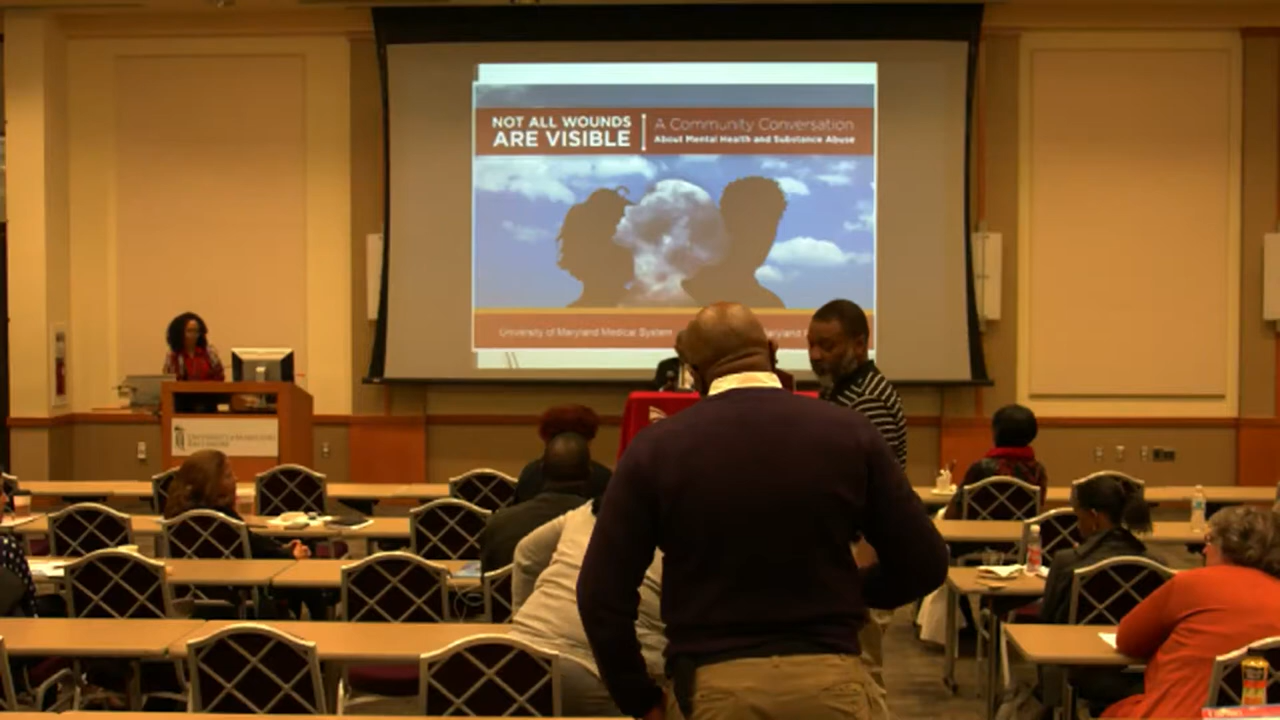 NOT ALL WOUNDS
ARE VISIBLE
A Community Conversation
About Mental Health and Substance Abuse
University of Maryland Medical System